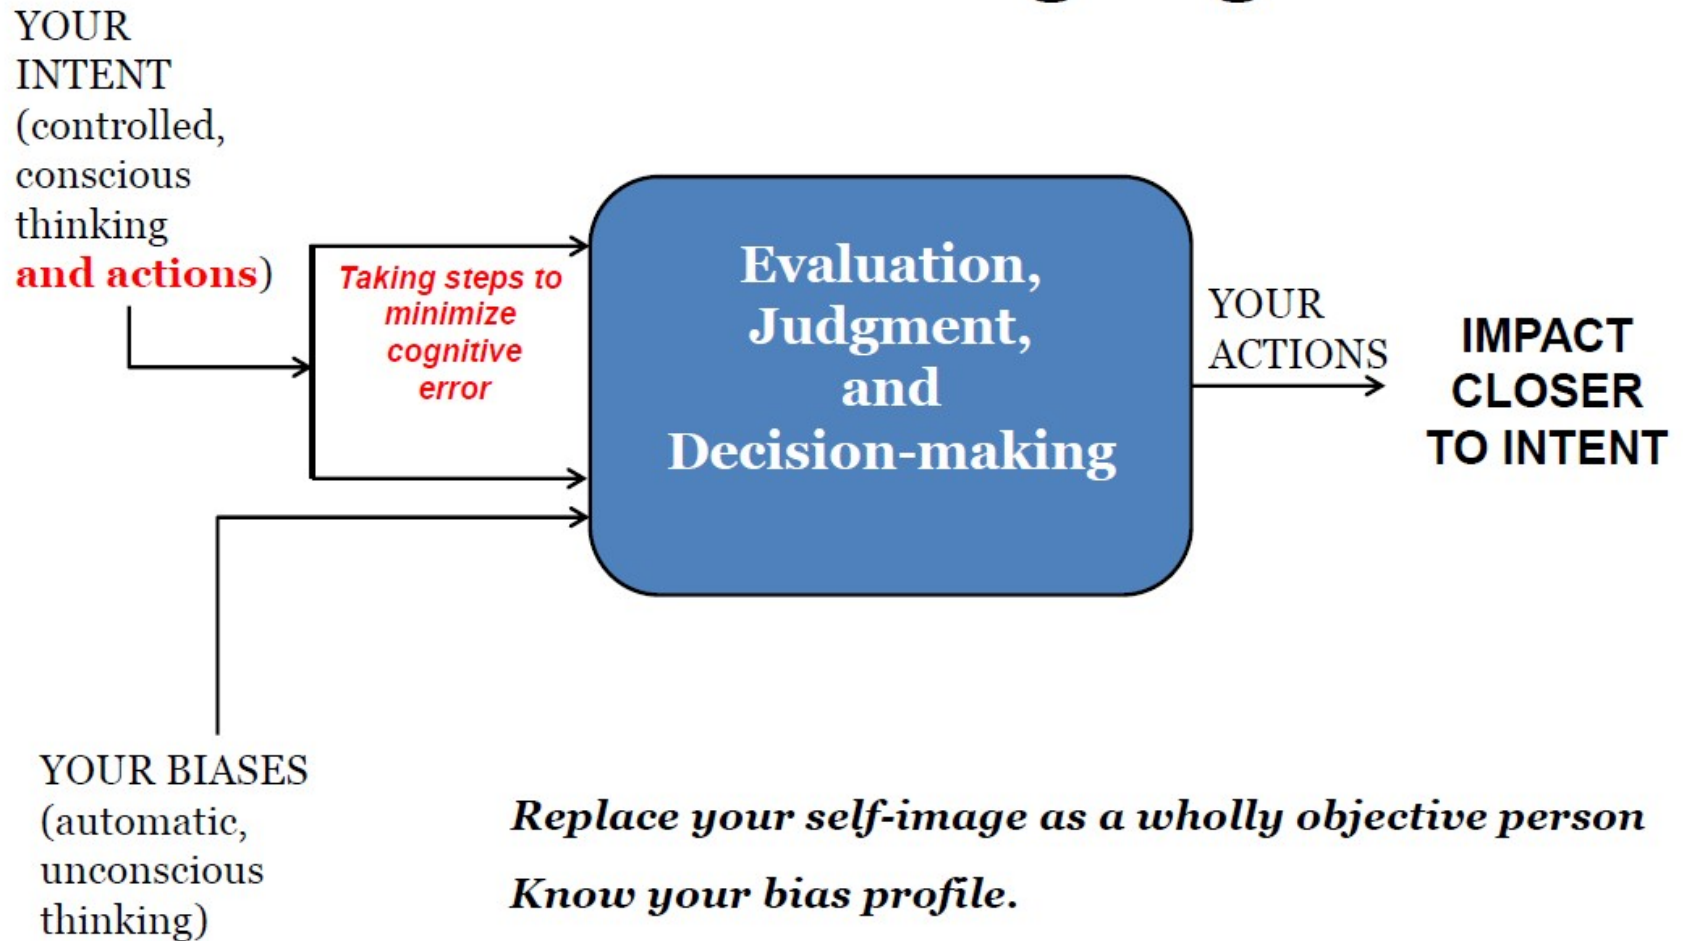 YOUR
INTENT
(controlled,
conscious
thinking
and actions)
Taking steps to
minimize
cognitive
error
Evaluation,
Judgment,
and
Decision-making
YOUR
ACTIONS
IMPACT
CLOSER
TO INTENT
YOUR BIASES
(automatic,
unconscious
thinking)
Replace your self-image as a wholly objective person
Know your bias profile.